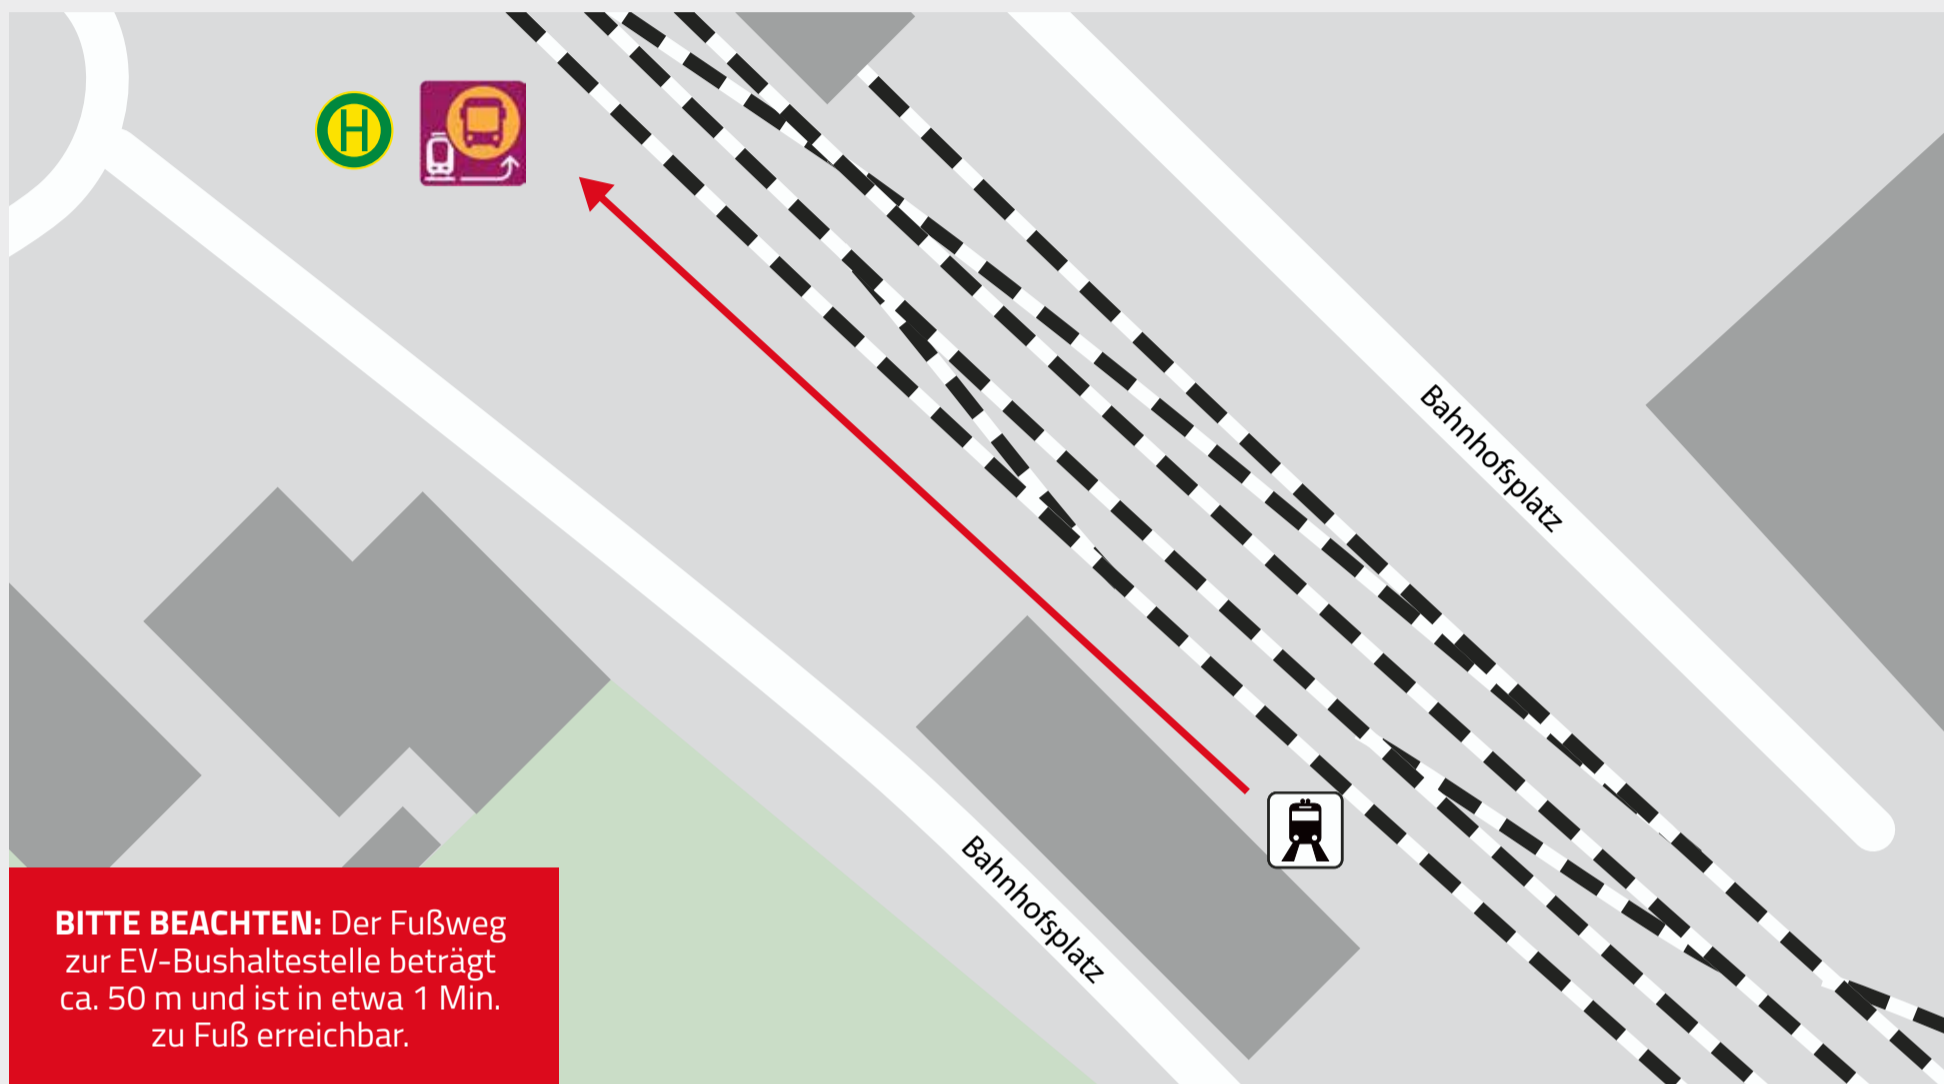 H
Bahnhofsplatz
Bahnhofsplatz
BITTE BEACHTEN: Der Fußweg
zur EV-Bushaltestelle beträgt
ca. 50 m und ist in etwa 1 Min.
zu Fuß erreichbar.